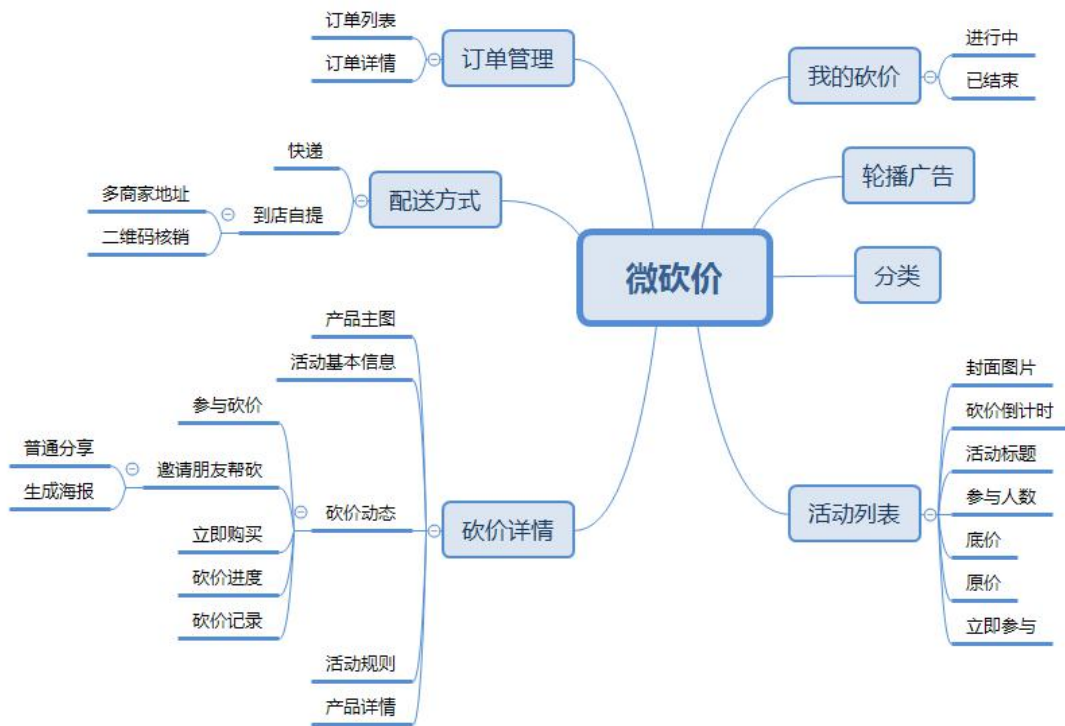 微砍价
订单管理
订单列表
订单详情
配送方式
快递
到店自提
多商家地址
二维码核销
砍价详情
产品主图
活动基本信息
砍价动态
参与砍价
邀请朋友帮砍
普通分享
生成海报
立即购买
砍价进度
砍价记录
活动规则
产品详情
我的砍价
进行中
已结束
轮播广告
分类
活动列表
封面图片
砍价倒计时
活动标题
参与人数
底价
原价
立即参与